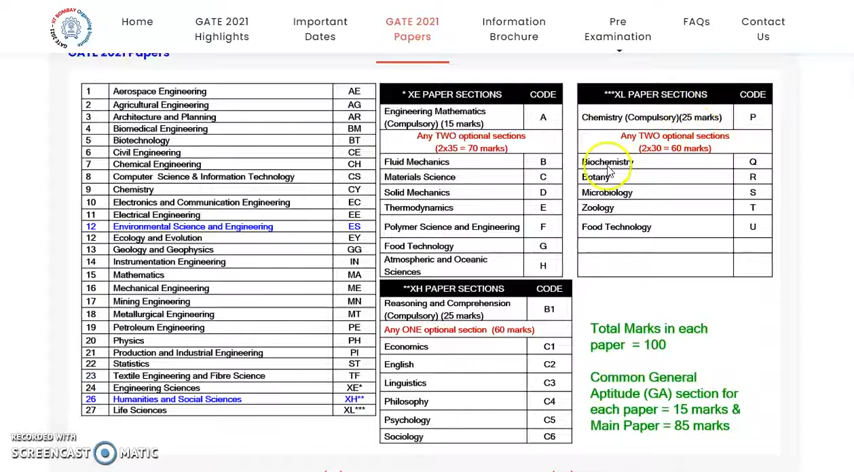 GATE 2021 ORGANIZING INSTITUTE
IIT BOMBAY
Home
GATE 2021
Highlights
Important
Dates
GATE 2021
Papers
Information
Brochure
Pre
Examination
FAQs
Contact
Us
GATE 2021 Papers
1 Aerospace Engineering AE
2 Agricultural Engineering AG
3 Architecture and Planning AR
4 Biomedical Engineering BM
5 Biotechnology BT
6 Civil Engineering CE
7 Chemical Engineering CH
8 Computer Science & Information Technology CS
9 Chemistry CY
10 Electronics and Communication Engineering EC
11 Electrical Engineering EE
12 Environmental Science and Engineering ES
12 Ecology and Evolution EY
13 Geology and Geophysics GG
14 Instrumentation Engineering IN
15 Mathematics MA
16 Mechanical Engineering ME
17 Mining Engineering MN
18 Metallurgical Engineering MT
19 Petroleum Engineering PE
20 Physics PH
21 Production and Industrial Engineering PI
22 Statistics ST
23 Textile Engineering and Fibre Science TF
24 Engineering Sciences XE*
26 Humanities and Social Sciences XH**
27 Life Sciences XL***
* XE PAPER SECTIONS CODE
Engineering Mathematics
(Compulsory) (15 marks) A
Any TWO optional sections
(2x35 = 70 marks)
Fluid Mechanics B
Materials Science C
Solid Mechanics D
Thermodynamics E
Polymer Science and Engineering F
Food Technology G
Atmospheric and Oceanic
Sciences H
**XH PAPER SECTIONS CODE
Reasoning and Comprehension
(Compulsory) (25 marks) B1
Any ONE optional section (60 marks)
Economics C1
English C2
Linguistics C3
Philosophy C4
Psychology C5
Sociology C6
***XL PAPER SECTIONS CODE
Chemistry (Compulsory)(25 marks) P
Any TWO optional sections
(2x30 = 60 marks)
Biochemistry Q
Botany R
Microbiology S
Zoology T
Food Technology U
Total Marks in each
paper = 100
Common General
Aptitude (GA) section for
each paper = 15 marks &
Main Paper = 85 marks
RECORDED WITH
SCREENCAST MATIC